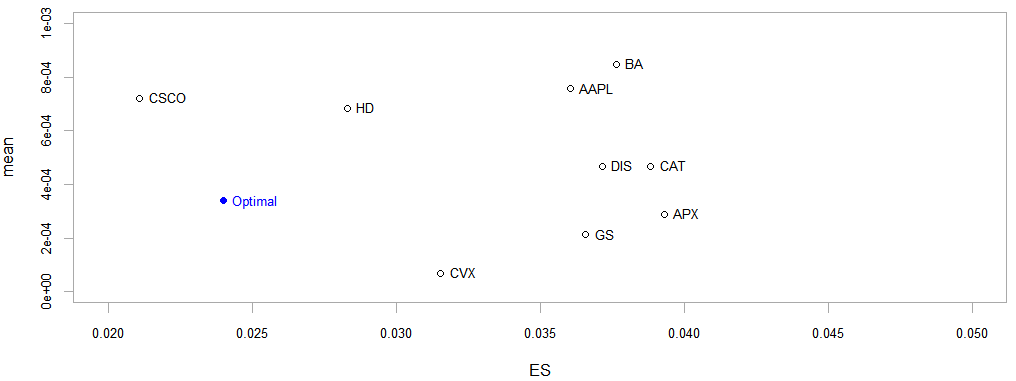 1e-03
8e-04
6e-04
4e-04
2e-04
0e+00
mean
BA
AAPL
CSCO
HD
DIS
CAT
Optimal
APX
GS
CVX
0.020 0.025 0.030 0.035 0.040 0.045 0.050
ES